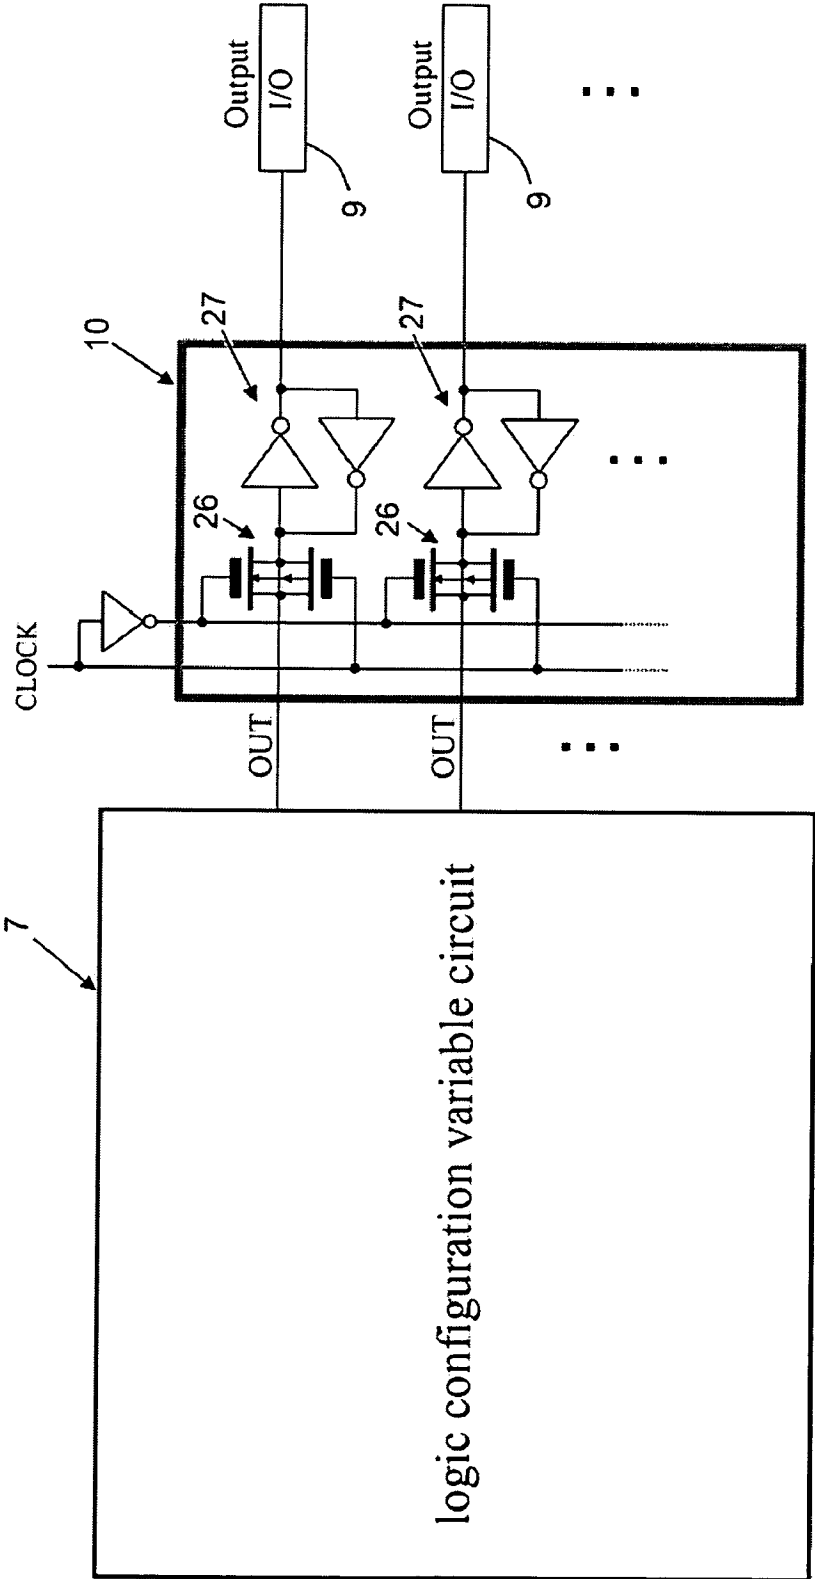 7
logic configuration variable circuit
CLOCK
10
OUT
26
27
Output
I/O
9
OUT
26
27
Output
I/O
9